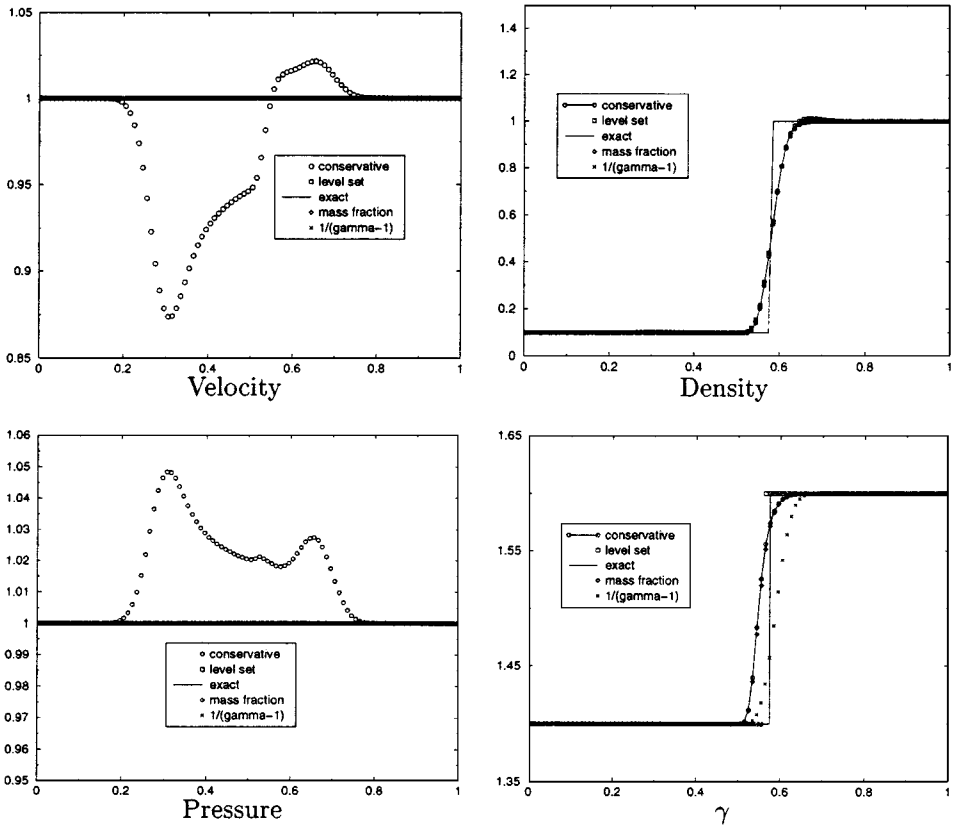 1.05
1
0.95
0.9
0.85
0 0.2 0.4 0.6 0.8 1
conservative
level set
exact
mass fraction
1/(gamma−1)
Velocity
1.4
1.2
1
0.8
0.6
0.4
0.2
0
0 0.2 0.4 0.6 0.8 1
conservative
level set
exact
mass fraction
1/(gamma−1)
Density
1.06
1.05
1.04
1.03
1.02
1.01
1
0.99
0.98
0.97
0.96
0.95
0 0.2 0.4 0.6 0.8 1
conservative
level set
exact
mass fraction
1/(gamma−1)
Pressure
1.65
1.55
1.45
1.35
0 0.2 0.4 0.6 0.8 1
conservative
level set
exact
mass fraction
1/(gamma−1)
γ